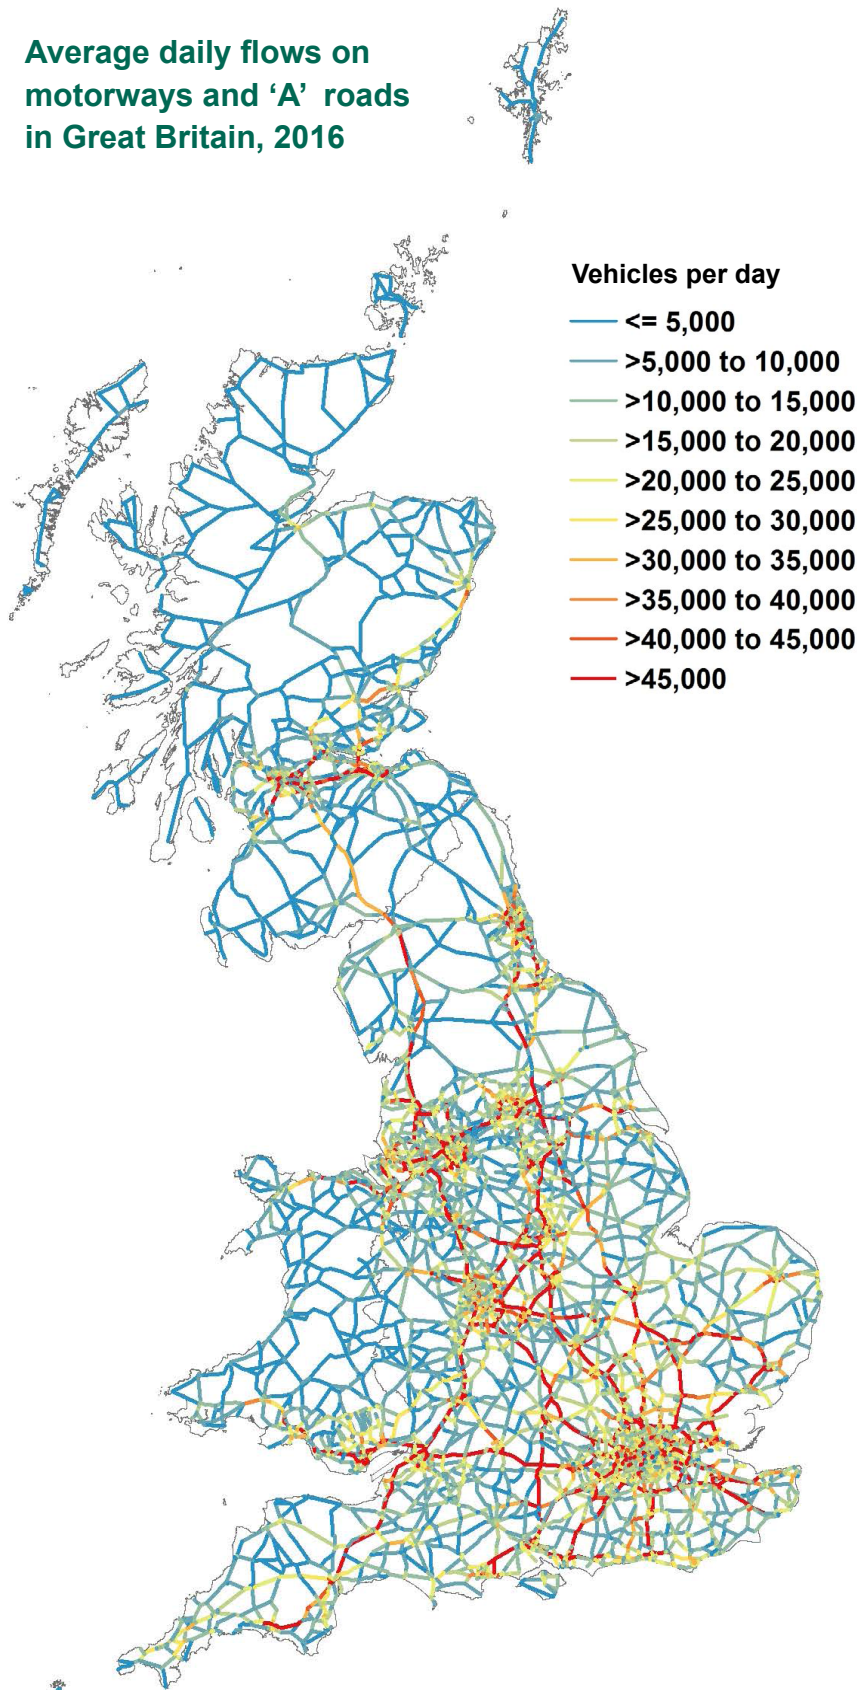 Average daily flows on
motorways and ‘A’ roads
in Great Britain, 2016
Vehicles per day
<= 5,000
>5,000 to 10,000
>10,000 to 15,000
>15,000 to 20,000
>20,000 to 25,000
>25,000 to 30,000
>30,000 to 35,000
>35,000 to 40,000
>40,000 to 45,000
>45,000